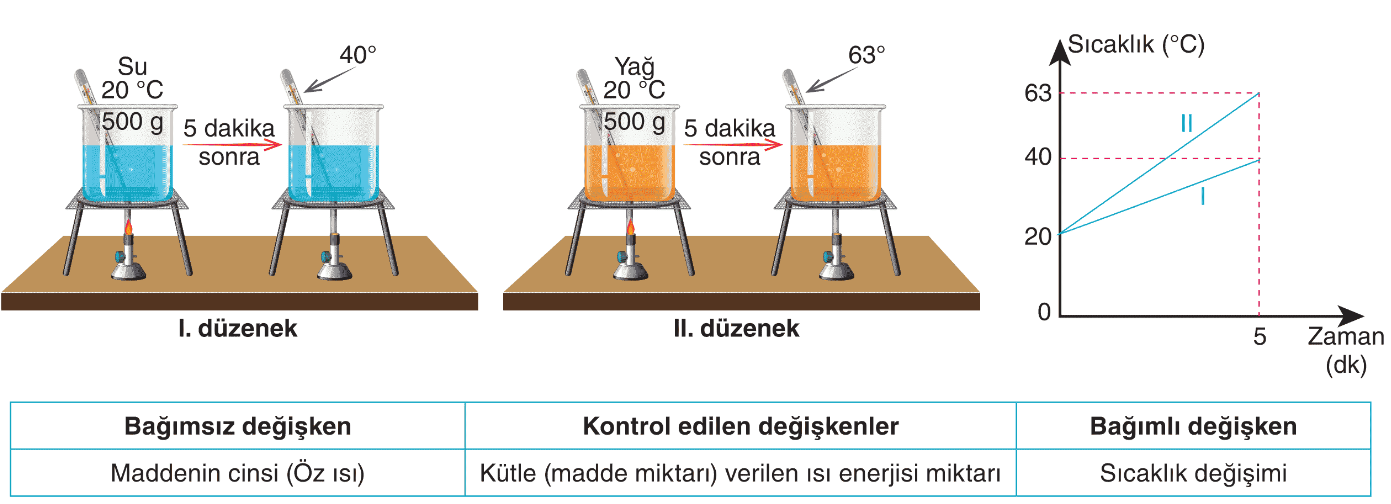 Su
20 °C
500 g
5 dakika
sonra
40°
I. düzenek
Yağ
20 °C
500 g
5 dakika
sonra
63°
II. düzenek
Sıcaklık (°C)
63
II
40
I
20
0
5
Zaman
(dk)
Bağımsız değişken
Kontrol edilen değişkenler
Bağımlı değişken
Maddenin cinsi (Öz ısı)
Kütle (madde miktarı) verilen ısı enerjisi miktarı
Sıcaklık değişimi